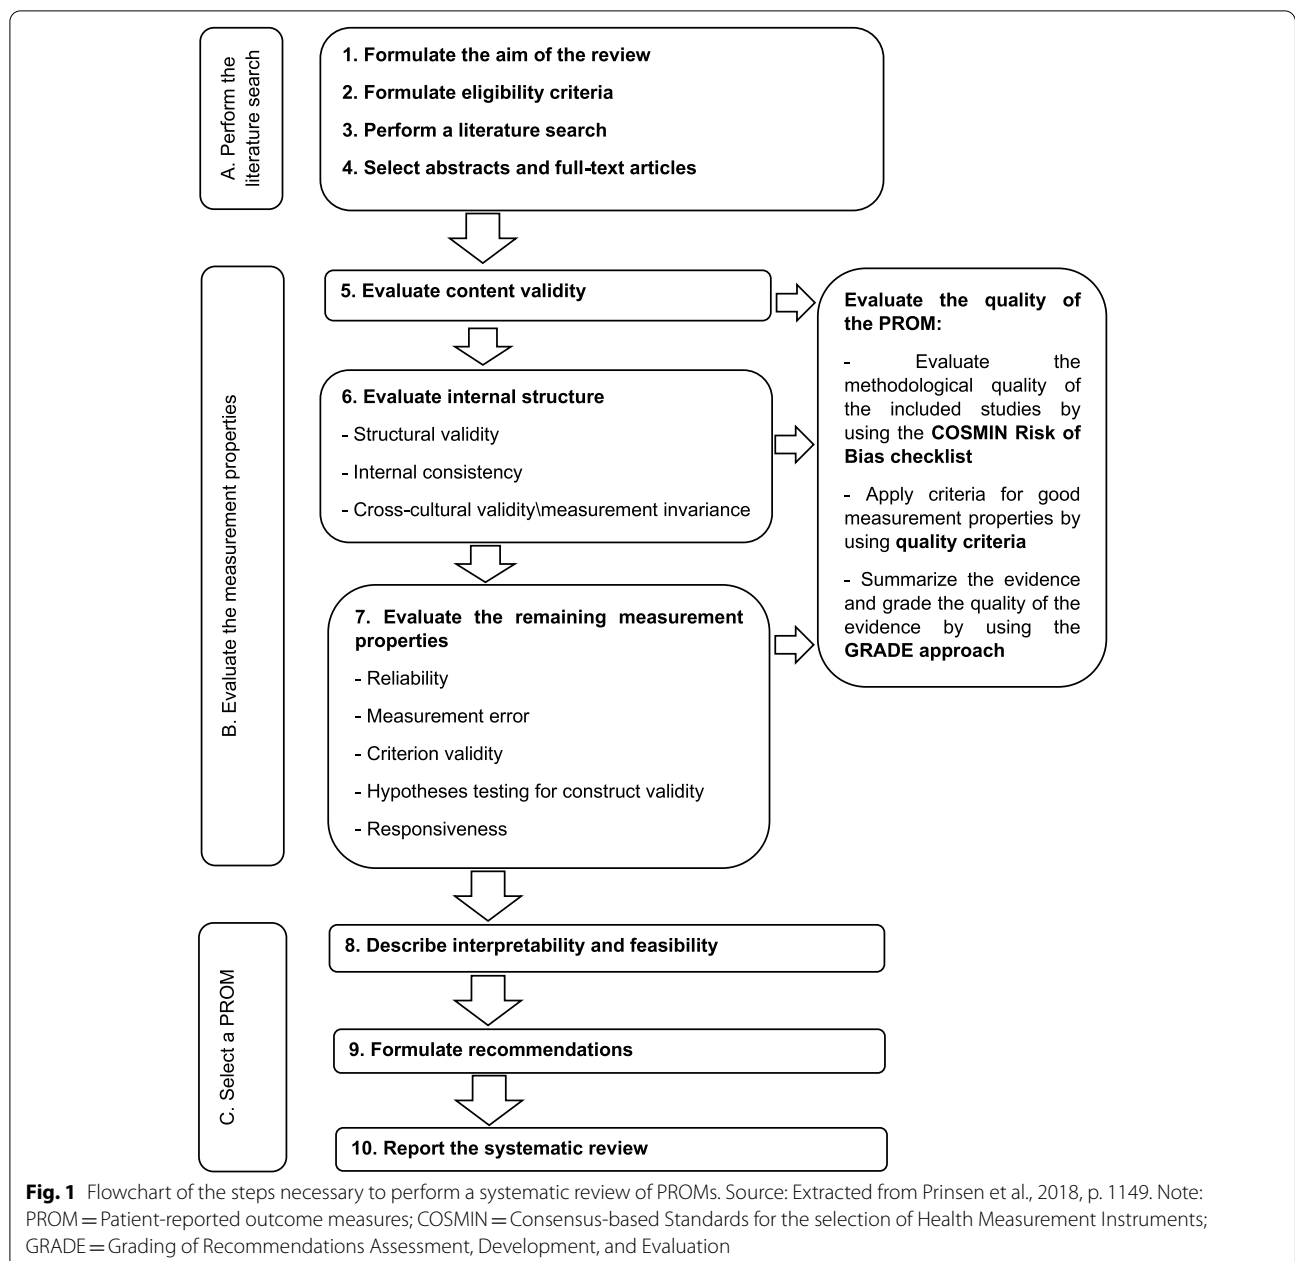 A. Perform the
literature search
1. Formulate the aim of the review
2. Formulate eligibility criteria
3. Perform a literature search
4. Select abstracts and full-text articles
B. Evaluate the measurement properties
5. Evaluate content validity
6. Evaluate internal structure
- Structural validity
- Internal consistency
- Cross-cultural validity\measurement invariance
7. Evaluate the remaining measurement
properties
- Reliability
- Measurement error
- Criterion validity
- Hypotheses testing for construct validity
- Responsiveness
Evaluate the quality of
the PROM:
- Evaluate the
methodological quality of
the included studies by
using the COSMIN Risk of
Bias checklist
- Apply criteria for good
measurement properties by
using quality criteria
- Summarize the evidence
and grade the quality of the
evidence by using the
GRADE approach
C. Select a PROM
8. Describe interpretability and feasibility
9. Formulate recommendations
10. Report the systematic review
Fig. 1 Flowchart of the steps necessary to perform a systematic review of PROMs. Source: Extracted from Prinsen et al., 2018, p. 1149. Note:
PROM = Patient-reported outcome measures; COSMIN = Consensus-based Standards for the selection of Health Measurement Instruments;
GRADE = Grading of Recommendations Assessment, Development, and Evaluation